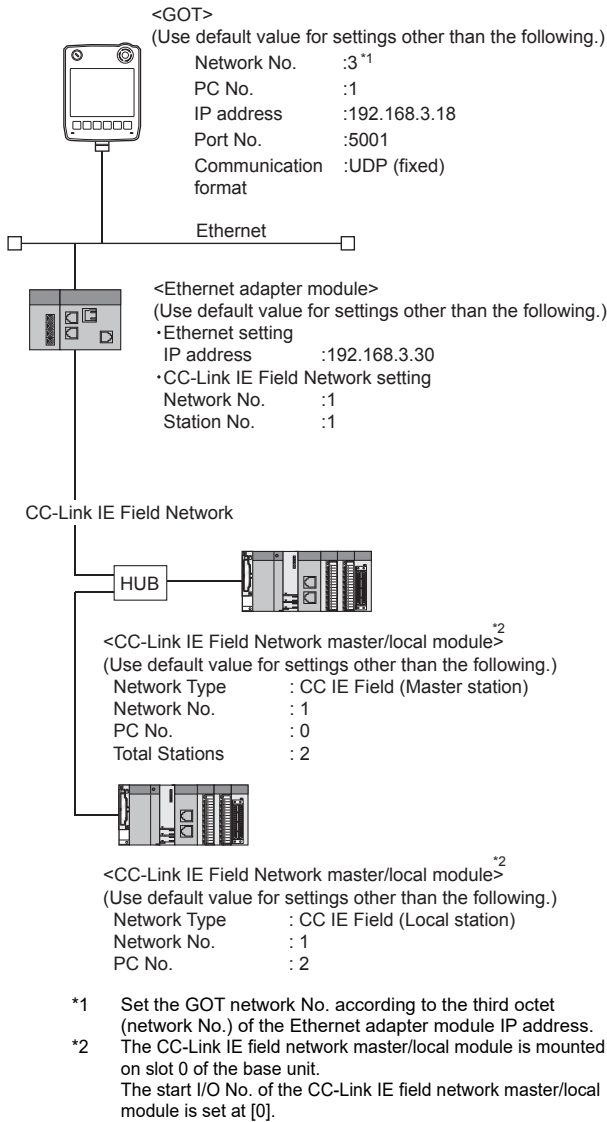 <GOT>
(Use default value for settings other than the following.)
Network No. :3 *1
PC No. :1
IP address :192.168.3.18
Port No. :5001
Communication :UDP (fixed)
format
Ethernet
<Ethernet adapter module>
(Use default value for settings other than the following.)
・Ethernet setting
IP address :192.168.3.30
・CC-Link IE Field Network setting
Network No. :1
Station No. :1
CC-Link IE Field Network
HUB
<CC-Link IE Field Network master/local module> *2
(Use default value for settings other than the following.)
Network Type : CC IE Field (Master station)
Network No. : 1
PC No. : 0
Total Stations : 2
<CC-Link IE Field Network master/local module> *2
(Use default value for settings other than the following.)
Network Type : CC IE Field (Local station)
Network No. : 1
PC No. : 2
*1 Set the GOT network No. according to the third octet
(network No.) of the Ethernet adapter module IP address.
*2 The CC-Link IE field network master/local module is mounted
on slot 0 of the base unit.
The start I/O No. of the CC-Link IE field network master/local
module is set at [0].